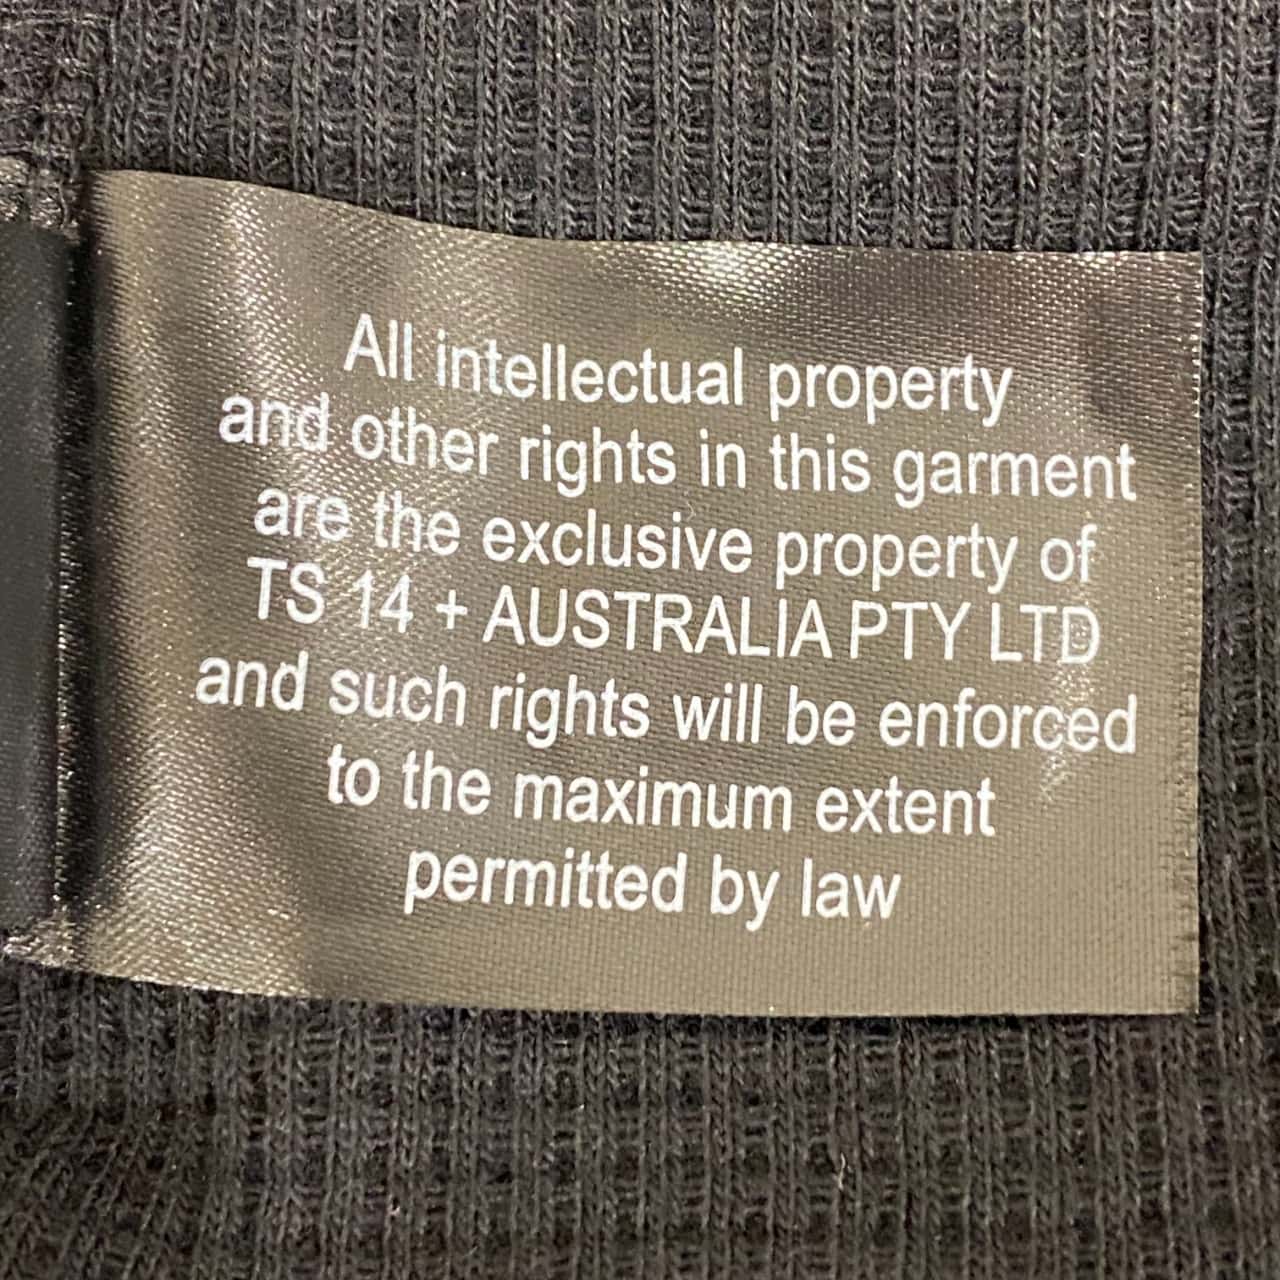 All intellectual property
and other rights in this garment
are the exclusive property of
TS 14 + AUSTRALIA PTY LTD
and such rights will be enforced
to the maximum extent
permitted by law